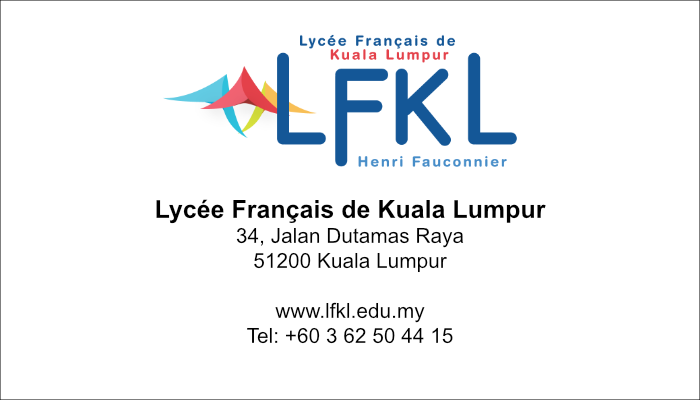 Lycée Français de
Kuala Lumpur
LFKL
Henri Fauconnier
Lycée Français de Kuala Lumpur
34, Jalan Dutamas Raya
51200 Kuala Lumpur
www.lfkl.edu.my
Tel: +60 3 62 50 44 15